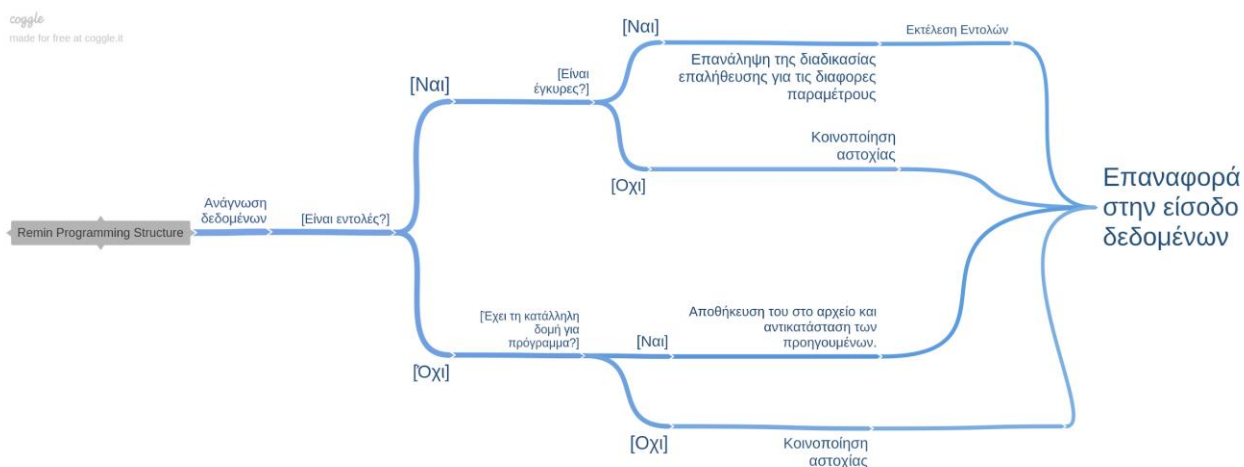 coggle
made for free at coggle.it
Remin Programming Structure
Ανάγνωση
δεδομένων
[Είναι εντολές?]
[Ναι]
[Είναι
έγκυρες?]
[Ναι]
Επανάληψη της διαδικασίας
επαλήθευσης για τις διαφορες
παραμέτρους
Εκτέλεση Εντολών
[Οχι]
Κοινοποίηση
αστοχίας
[Όχι]
[Έχει τη κατάλληλη
δομή για
πρόγραμμα?]
[Ναι]
Αποθήκευση του στο αρχείο και
αντικατάσταση των
προηγουμένων.
[Οχι]
Κοινοποίηση
αστοχίας
Επαναφορά
στην είσοδο
δεδομένων